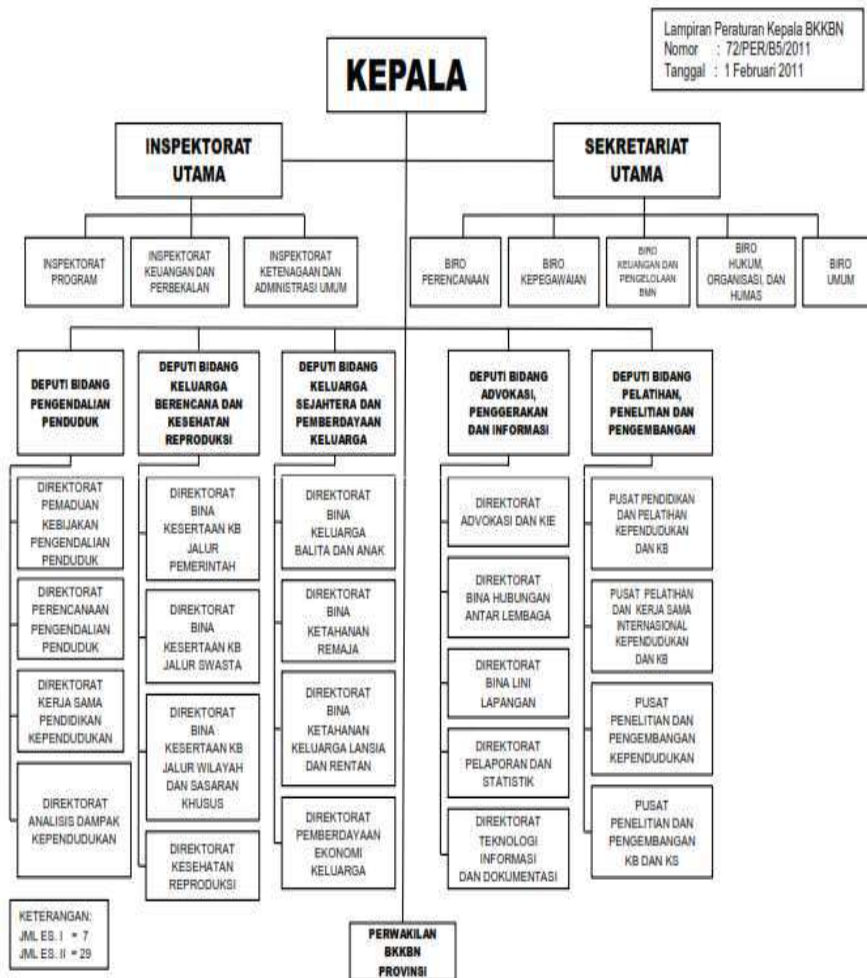 Lampiran Peraturan Kepala BKKBN
Nomor : 72/PER/B5/2011
Tanggal : 1 Februari 2011
KEPALA
INSPEKTORAT
UTAMA
SEKRETARIAT
UTAMA
INSPEKTORAT
PROGRAM
INSPEKTORAT
KEUANGAN DAN
PERBEKALAN
INSPEKTORAT
KETENAGAAN DAN
ADMINISTRASI UMUM
BIRO
PERENCANAAN
BIRO
KEPEGAWAIAN
BIRO
KEUANGAN DAN
PENGELOLAAN
BMN
BIRO
HUKUM,
ORGANISASI, DAN
HUMAS
BIRO
UMUM
DEPUTI BIDANG
PENGENDALIAN
PENDUDUK
DEPUTI BIDANG
KELUARGA
BERENCANA DAN
KESEHATAN
REPRODUKSI
DEPUTI BIDANG
KELUARGA
SEJAHTERA DAN
PEMBERDAYAAN
KELUARGA
DEPUTI BIDANG
ADVOKASI,
PENGGERAKAN
DAN INFORMASI
DEPUTI BIDANG
PELATIHAN,
PENELITIAN DAN
PENGEMBANGAN
DIREKTORAT
PEMADUAN
KEBIJAKAN
PENGENDALIAN
PENDUDUK
DIREKTORAT
PERENCANAAN
PENGENDALIAN
PENDUDUK
DIREKTORAT
KERJA SAMA
PENDIDIKAN
KEPENDUDUKAN
DIREKTORAT
ANALISIS DAMPAK
KEPENDUDUKAN
DIREKTORAT
BINA
KESERTAAN KB
JALUR
PEMERINTAH
DIREKTORAT
BINA
KESERTAAN KB
JALUR SWASTA
DIREKTORAT
BINA
KESERTAAN KB
JALUR WILAYAH
DAN SASARAN
KHUSUS
DIREKTORAT
KESEHATAN
REPRODUKSI
DIREKTORAT
BINA
KELUARGA
BALITA DAN ANAK
DIREKTORAT
BINA
KETAHANAN
REMAJA
DIREKTORAT
BINA
KETAHANAN
KELUARGA LANSIA
DAN RENTAN
DIREKTORAT
PEMBERDAYAAN
EKONOMI
KELUARGA
DIREKTORAT
ADVOKASI DAN KIE
DIREKTORAT
BINA HUBUNGAN
ANTAR LEMBAGA
DIREKTORAT
BINA LINI
LAPANGAN
DIREKTORAT
PELAPORAN DAN
STATISTIK
DIREKTORAT
TEKNOLOGI
INFORMASI
DAN DOKUMENTASI
PUSAT PENDIDIKAN
DAN PELATIHAN
KEPENDUDUKAN
DAN KB
PUSAT PELATIHAN
DAN KERJA SAMA
INTERNASIONAL
KEPENDUDUKAN
DAN KB
PUSAT
PENELITIAN DAN
PENGEMBANGAN
KEPENDUDUKAN
PUSAT
PENELITIAN DAN
PENGEMBANGAN
KB DAN KS
KETERANGAN:
JML ES. I = 7
JML ES. II = 29
PERWAKILAN
BKKBN
PROVINSI